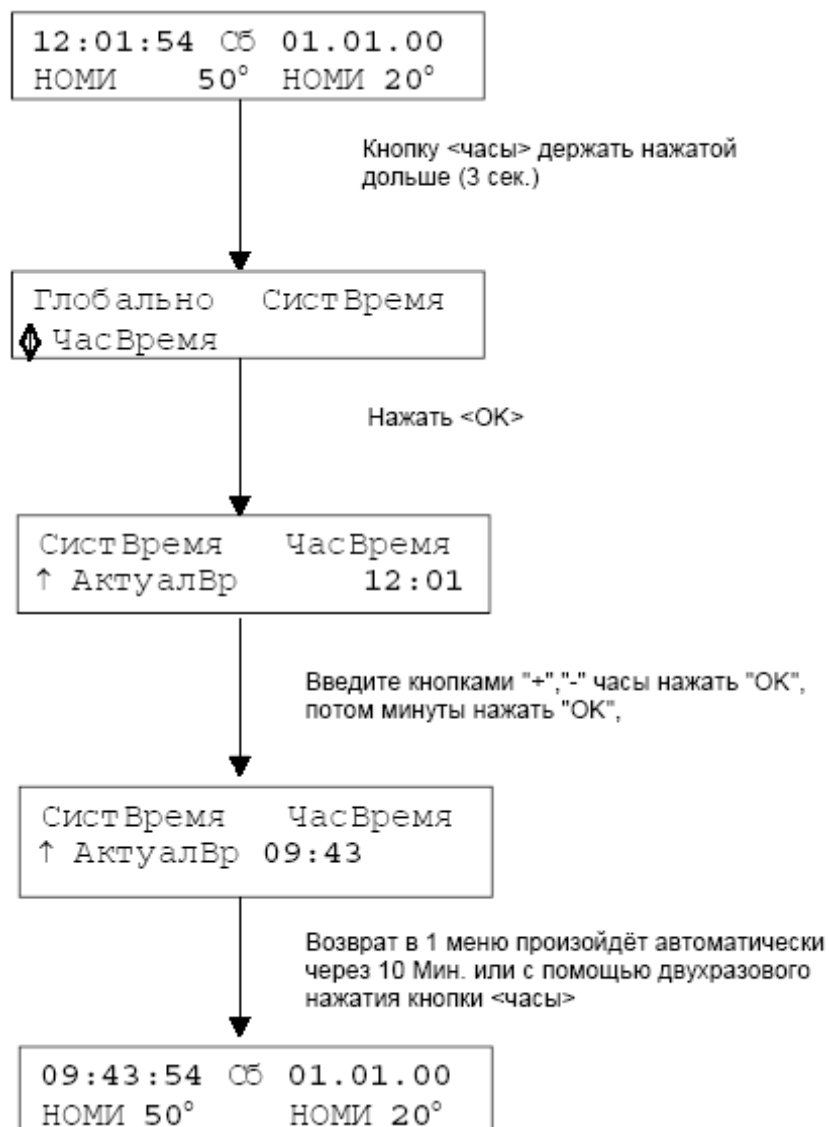 12:01:54 Сб 01.01.00
НОМИ 50° НОМИ 20°
Кнопку <часы> держать нажатой
дольше (3 сек.)
Глобально СистВремя
ЧасВремя
Нажать <ОК>
СистВремя ЧасВремя
↑ АктуалВр 12:01
Введите кнопками "+","-" часы нажать "ОК",
потом минуты нажать "ОК",
СистВремя ЧасВремя
↑ АктуалВр 09:43
Возврат в 1 меню произойдёт автоматически
через 10 Мин. или с помощью двухразового
нажатия кнопки <часы>
09:43:54 Сб 01.01.00
НОМИ 50° НОМИ 20°